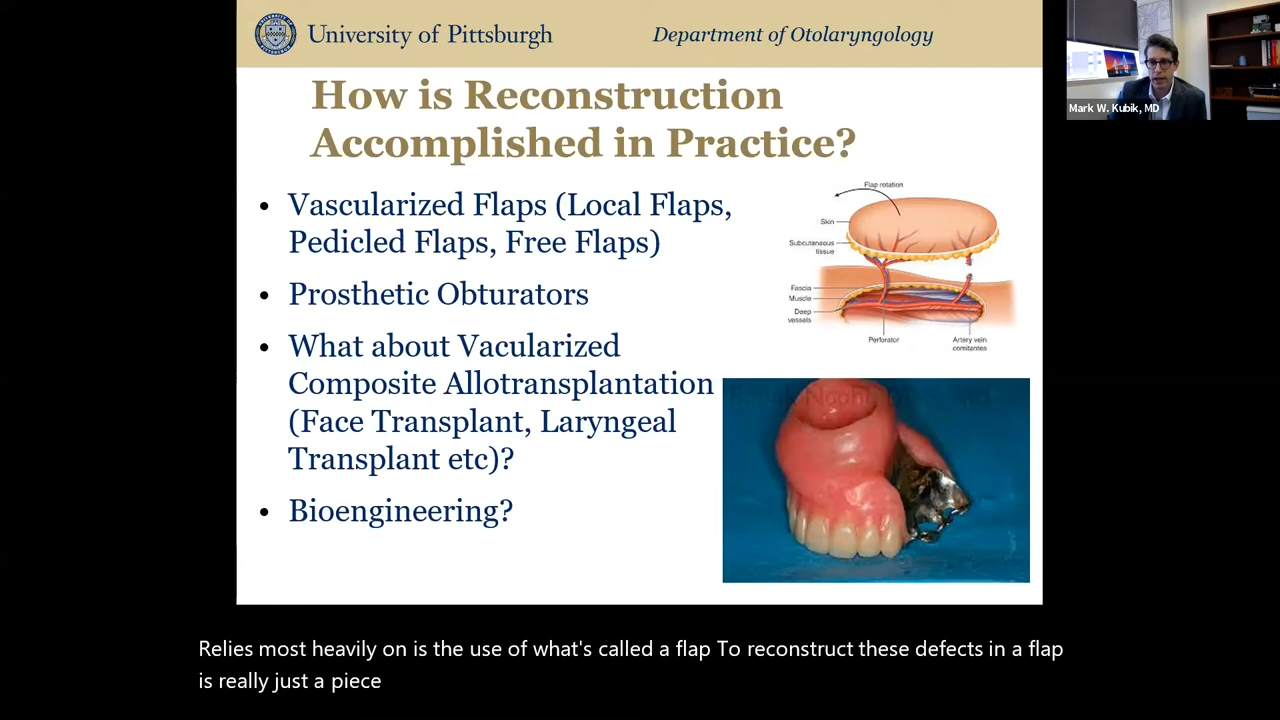 University of Pittsburgh
Department of Otolaryngology
Mark W. Kubik, MD
How is Reconstruction
Accomplished in Practice?
• Vascularized Flaps (Local Flaps,
Pedicled Flaps, Free Flaps)
• Prosthetic Obturators
• What about Vacularized
Composite Allotransplantation
(Face Transplant, Laryngeal
Transplant etc)?
• Bioengineering?
Flap rotation
Skin
Subcutaneous
tissue
Fascia
Muscle
Deep
vessels
Perforator
Artery vein
comitantes
Relies most heavily on is the use of what's called a flap To reconstruct these defects in a flap
is really just a piece